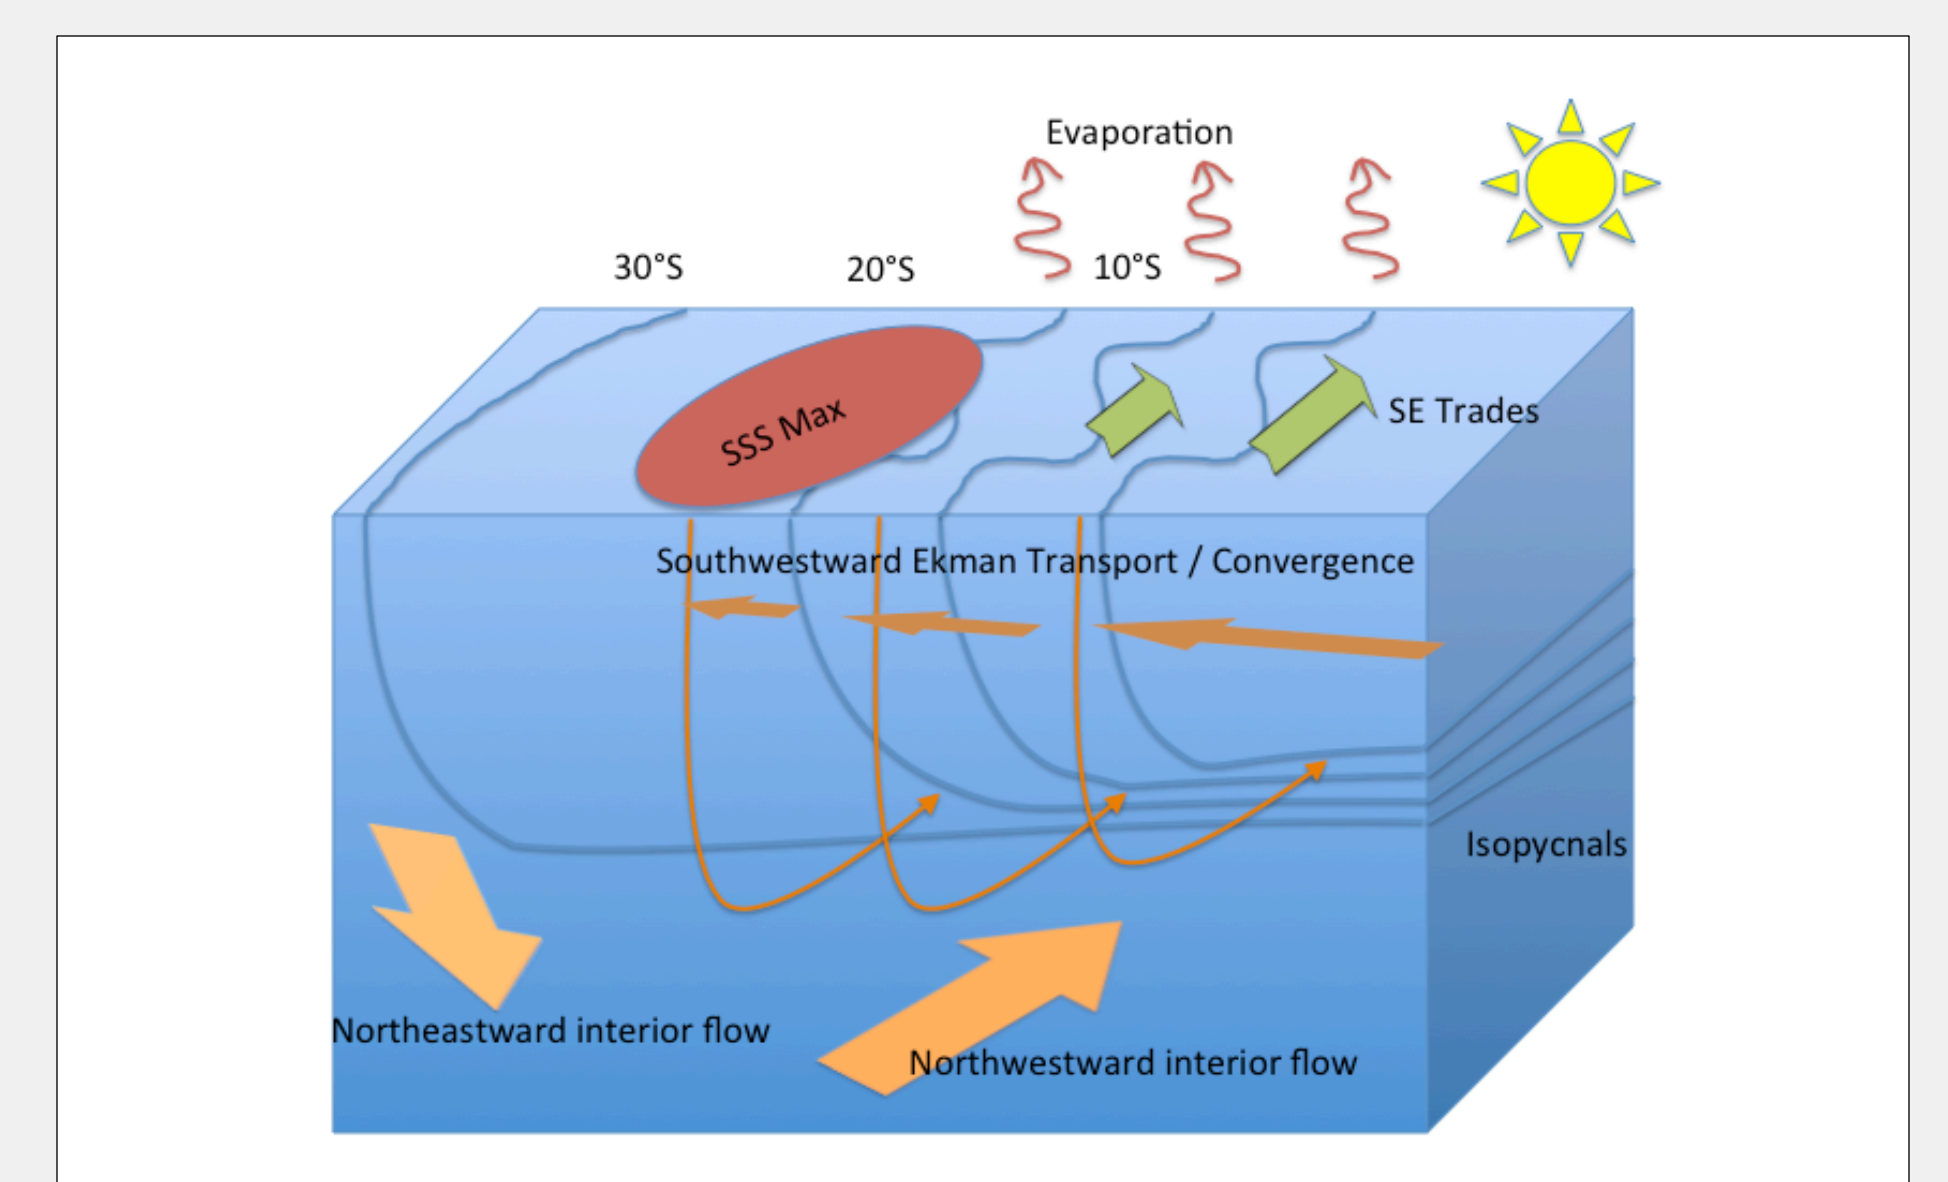 Evaporation
30°S
20°S
10°S
SSS Max
SE Trades
Southwestward Ekman Transport / Convergence
Isopycnals
Northeastward interior flow
Northwestward interior flow